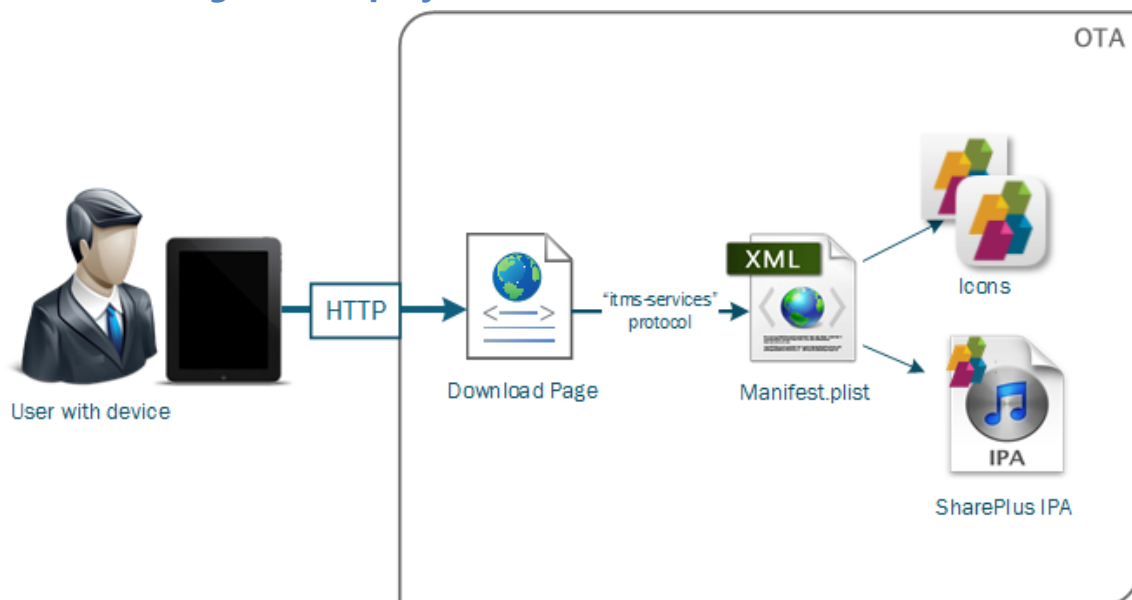 OTA
HTTP
"itms-services"
protocol
XML
Icons
Download Page
Manifest.plist
User with device
IPA
SharePlus IPA